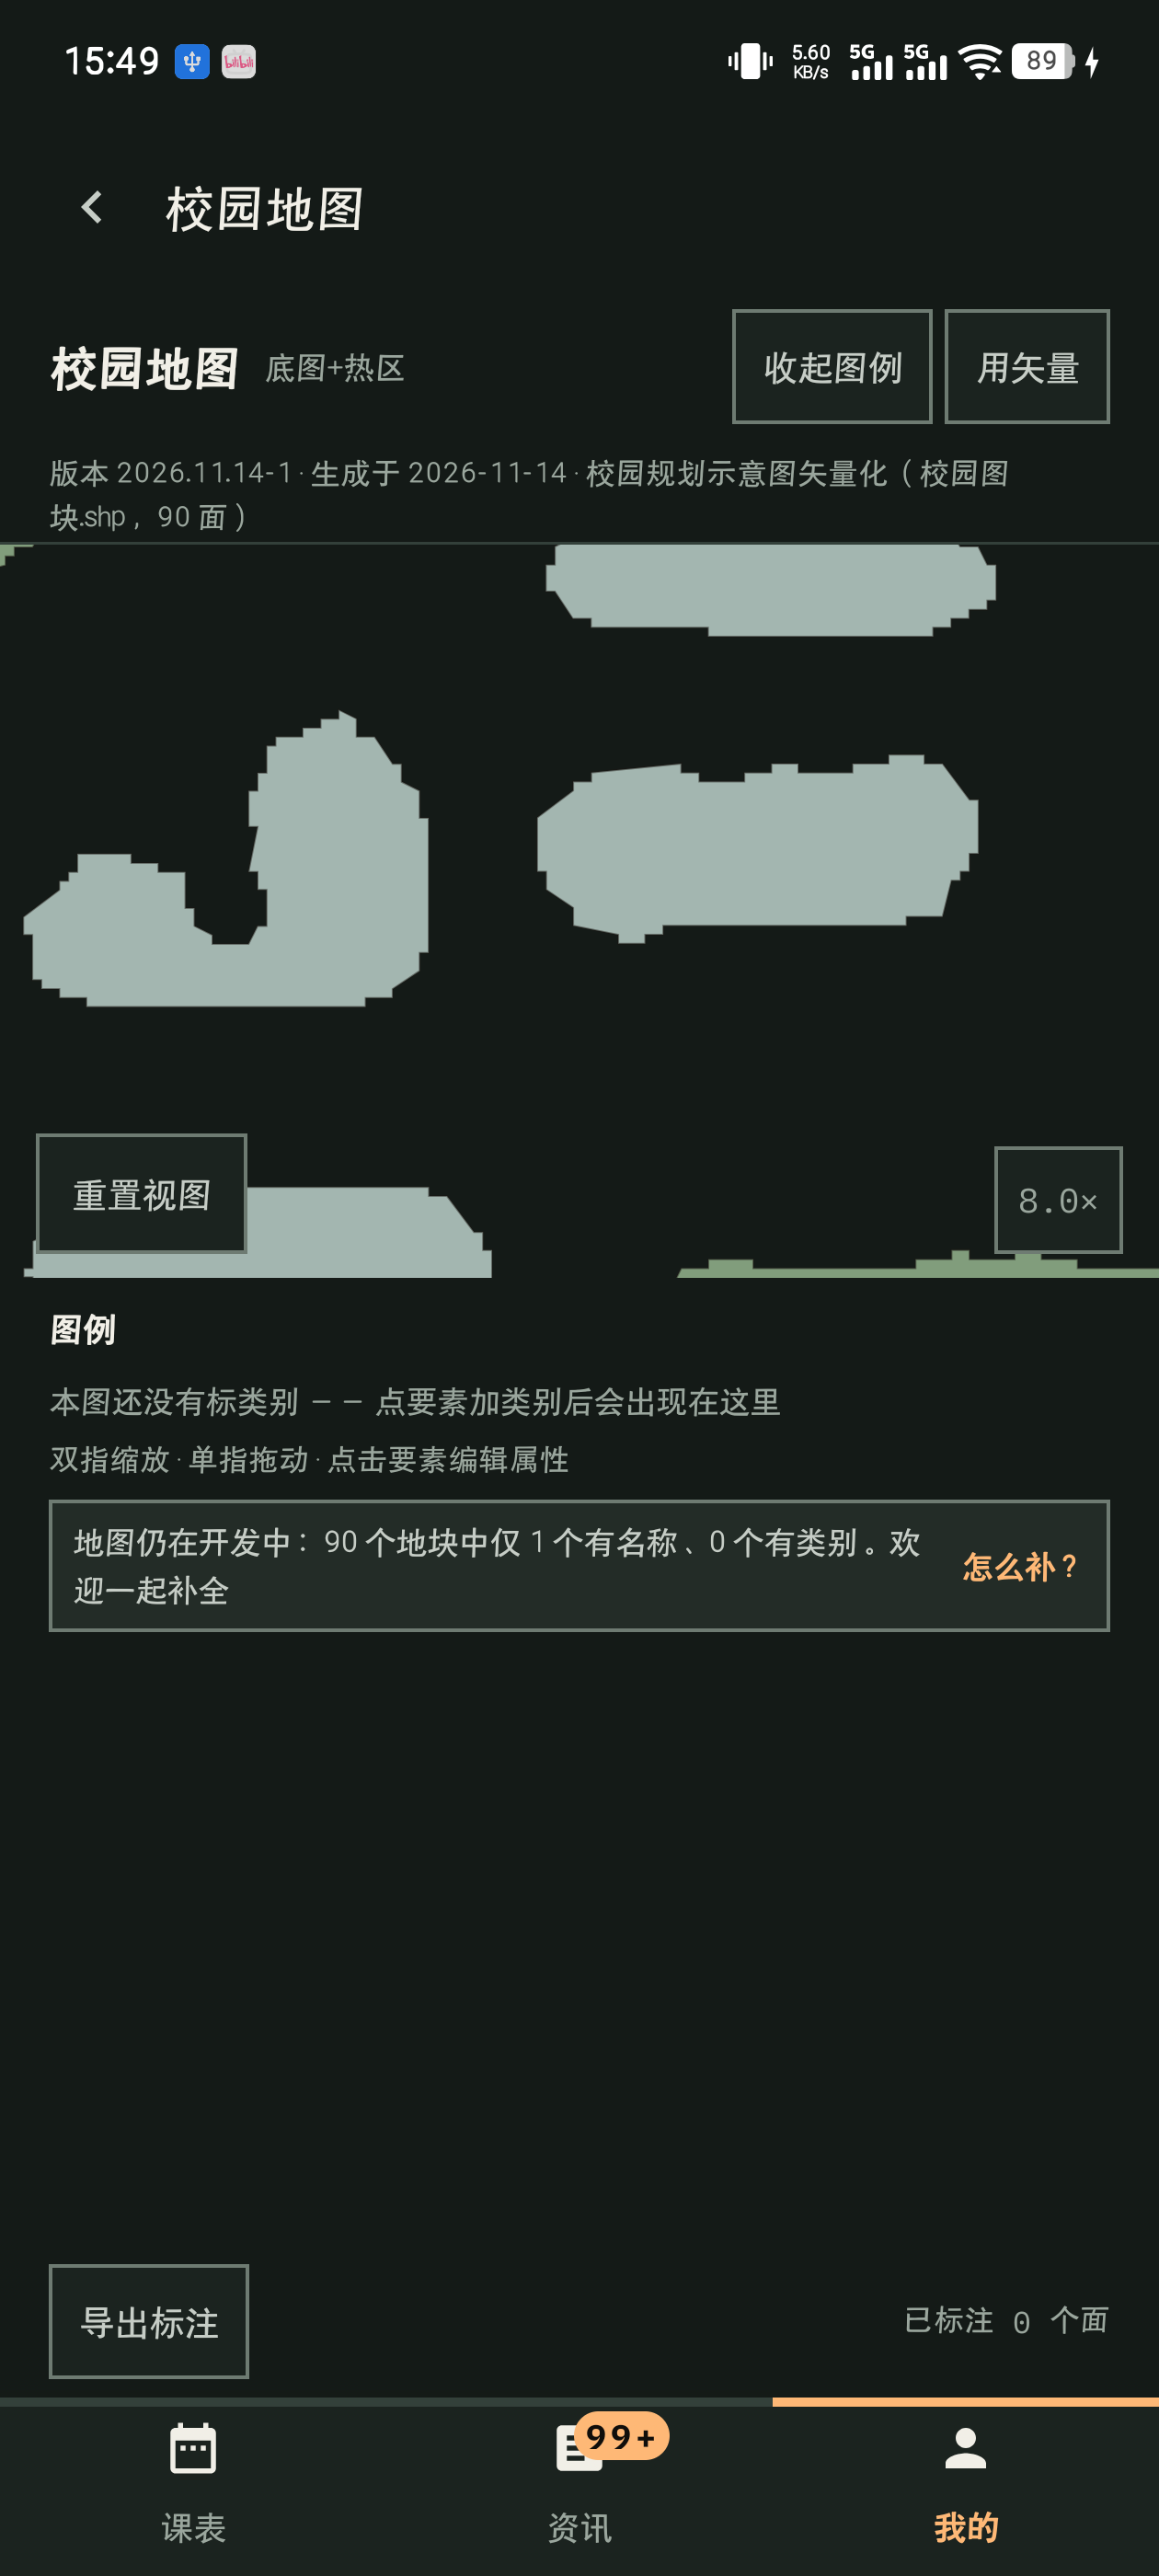 15:49
bilibili
5.60
KB/s
5G
5G
89
校园地图
校园地图
底图+热区
收起图例
用矢量
版本 2026.11.14-1 · 生成于 2026-11-14 · 校园规划示意图矢量化（校园图
块.shp，90 面）
重置视图
8.0×
图例
本图还没有标类别 —— 点要素加类别后会出现在这里
双指缩放 · 单指拖动 · 点击要素编辑属性
地图仍在开发中：90 个地块中仅 1 个有名称、0 个有类别。欢
迎一起补全
怎么补？
导出标注
已标注 0 个面
99+
课表
资讯
我的